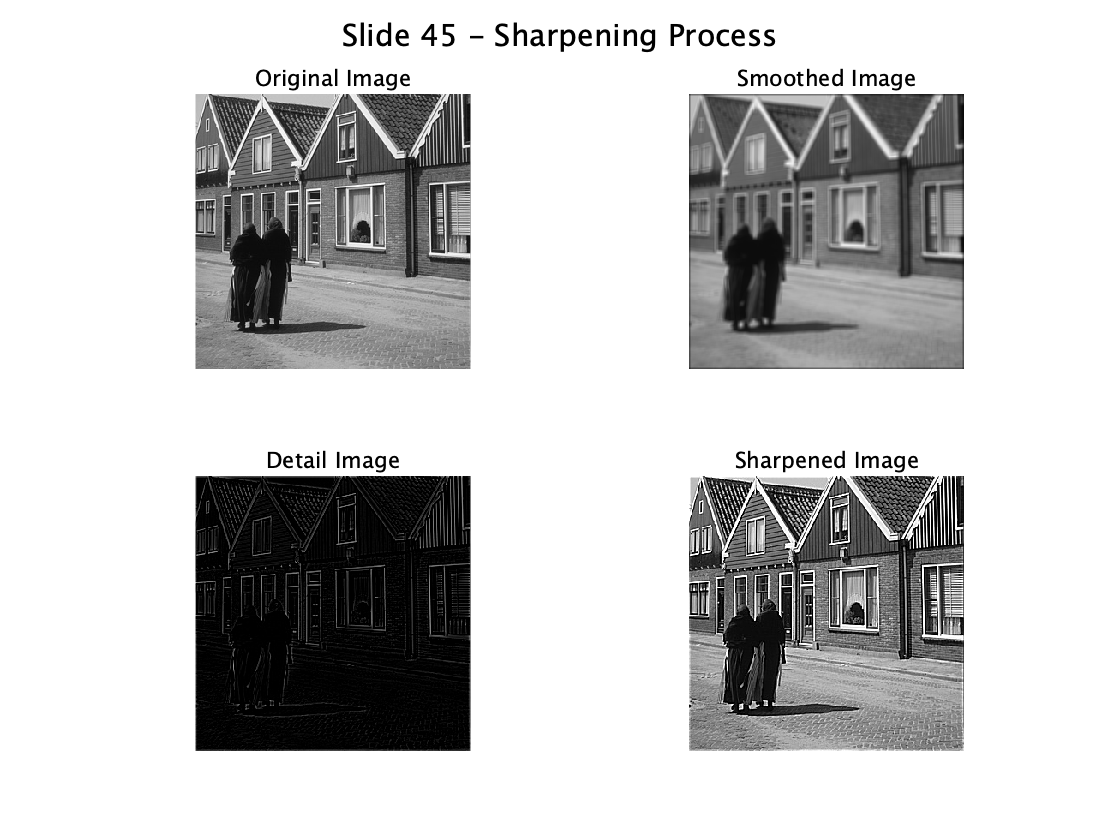 Slide 45 - Sharpening Process
Original Image
Smoothed Image
Detail Image
Sharpened Image